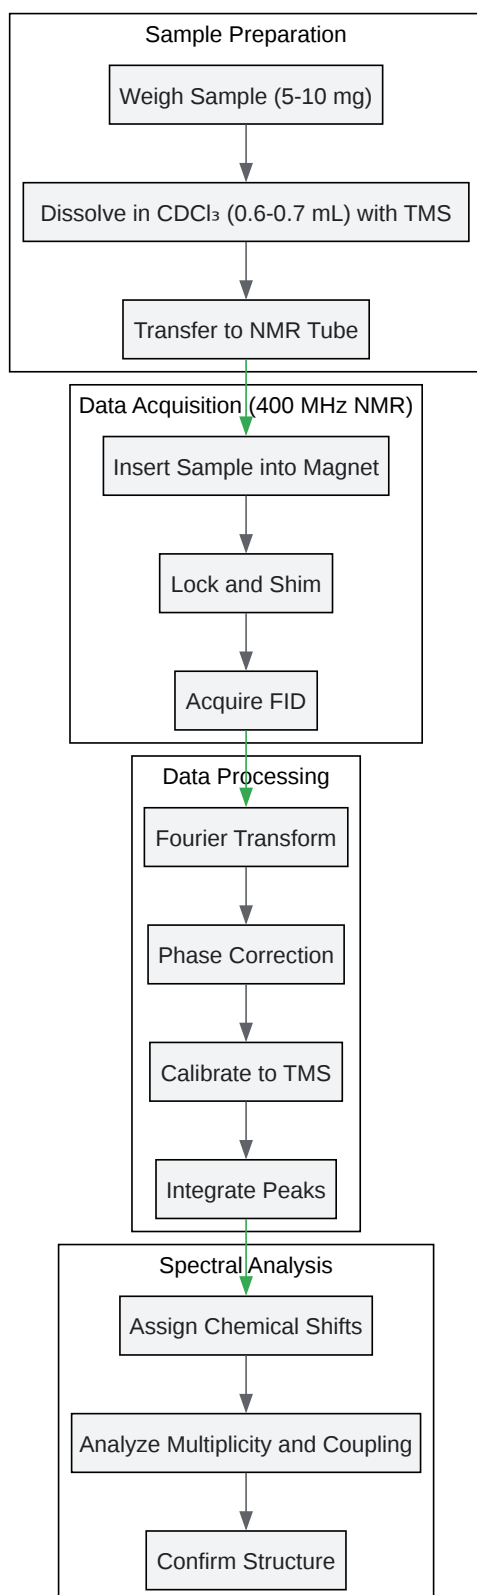 Sample Preparation
Weigh Sample (5-10 mg)
Dissolve in CDCl₃ (0.6-0.7 mL) with TMS
Transfer to NMR Tube
Data Acquisition (400 MHz NMR)
Insert Sample into Magnet
Lock and Shim
Acquire FID
Data Processing
Fourier Transform
Phase Correction
Calibrate to TMS
Integrate Peaks
Spectral Analysis
Assign Chemical Shifts
Analyze Multiplicity and Coupling
Confirm Structure